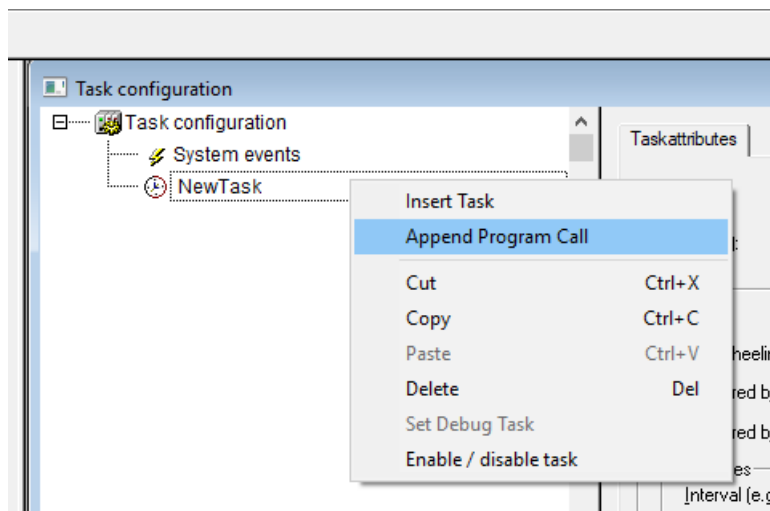 Task configuration
Task configuration
System events
NewTask
Taskattributes
Insert Task
Append Program Call
Cut Ctrl+X
Copy Ctrl+C
Paste Ctrl+V
Delete Del
Set Debug Task
Enable / disable task
Interval (e.g